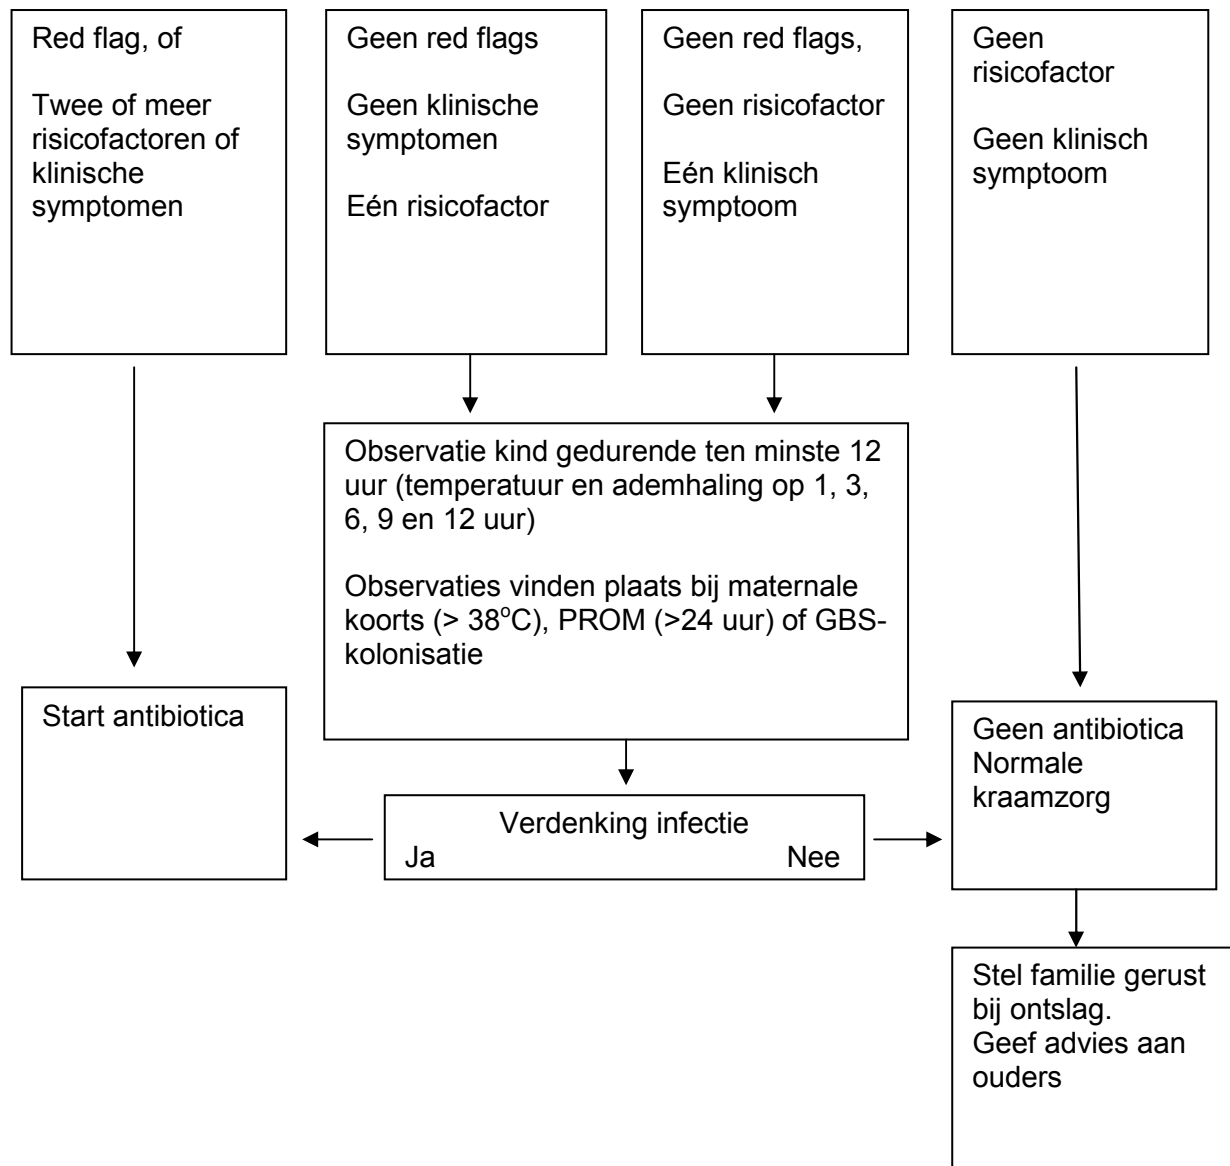 Red flag, of
Twee of meer
risicofactoren of
klinische
symptomen
Geen red flags
Geen klinische
symptomen
Eén risicofactor
Geen red flags,
Geen risicofactor
Eén klinisch
symptoom
Geen
risicofactor
Geen klinisch
symptoom
Observatie kind gedurende ten minste 12
uur (temperatuur en ademhaling op 1, 3,
6, 9 en 12 uur)
Observaties vinden plaats bij maternale
koorts (> 38°C), PROM (>24 uur) of GBS-
kolonisatie
Start antibiotica
Verdenking infectie
Ja Nee
Geen antibiotica
Normale
kraamzorg
Stel familie gerust
bij ontslag.
Geef advies aan
ouders